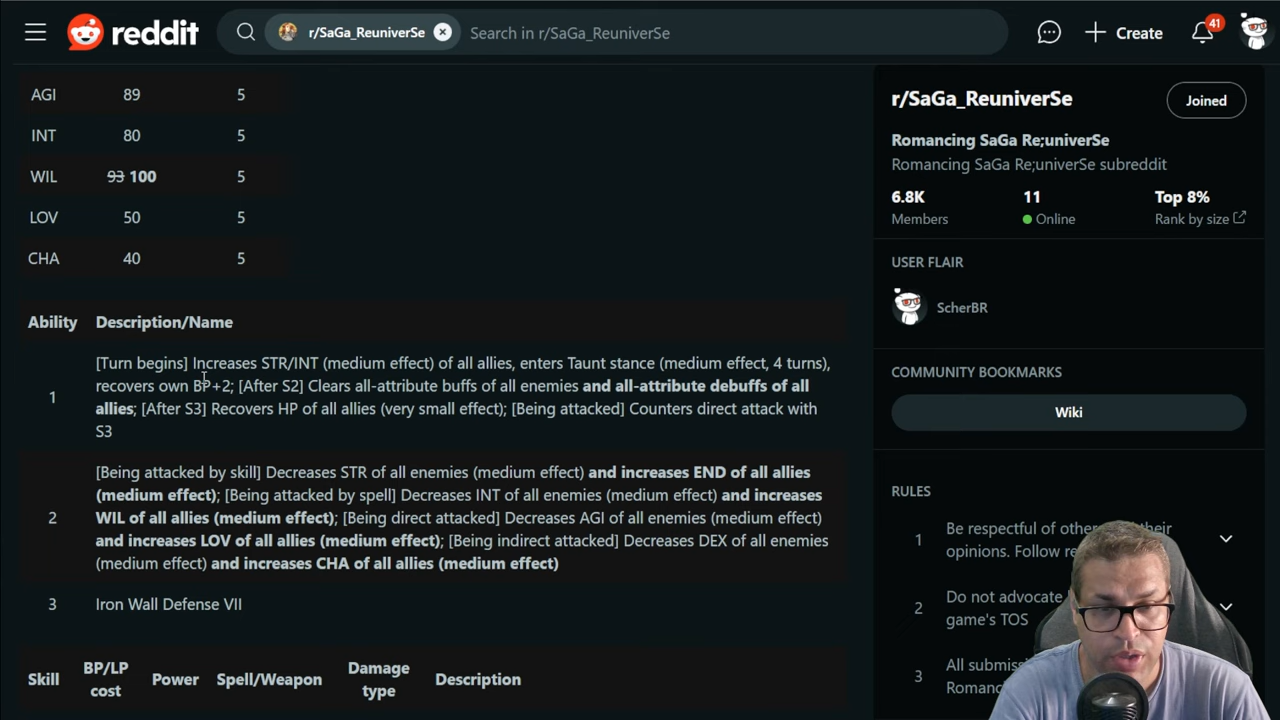 reddit
r/SaGa_ReuniverSe
Search in r/SaGa_ReuniverSe
Create
41
AGI 89 5
INT 80 5
WIL 93 100 5
LOV 50 5
CHA 40 5
Ability Description/Name
[Turn begins] Increases STR/INT (medium effect) of all allies, enters Taunt stance (medium effect, 4 turns),
recovers own BP+2; [After S2] Clears all-attribute buffs of all enemies and all-attribute debuffs of all
1 allies; [After S3] Recovers HP of all allies (very small effect); [Being attacked] Counters direct attack with
S3
[Being attacked by skill] Decreases STR of all enemies (medium effect) and increases END of all allies
(medium effect); [Being attacked by spell] Decreases INT of all enemies (medium effect) and increases
2 WIL of all allies (medium effect); [Being direct attacked] Decreases AGI of all enemies (medium effect)
and increases LOV of all allies (medium effect); [Being indirect attacked] Decreases DEX of all enemies
(medium effect) and increases CHA of all allies (medium effect)
3 Iron Wall Defense VII
Skill BP/LP cost Power Spell/Weapon Damage type Description
r/SaGa_ReuniverSe
Joined
Romancing SaGa Re;univerSe
Romancing SaGa Re;univerSe subreddit
6.8K 11 Top 8%
Members Online Rank by size
USER FLAIR
ScherBR
COMMUNITY BOOKMARKS
Wiki
RULES
1 Be respectful of other their
opinions. Follow
2 Do not advocate
game's TOS
3 All